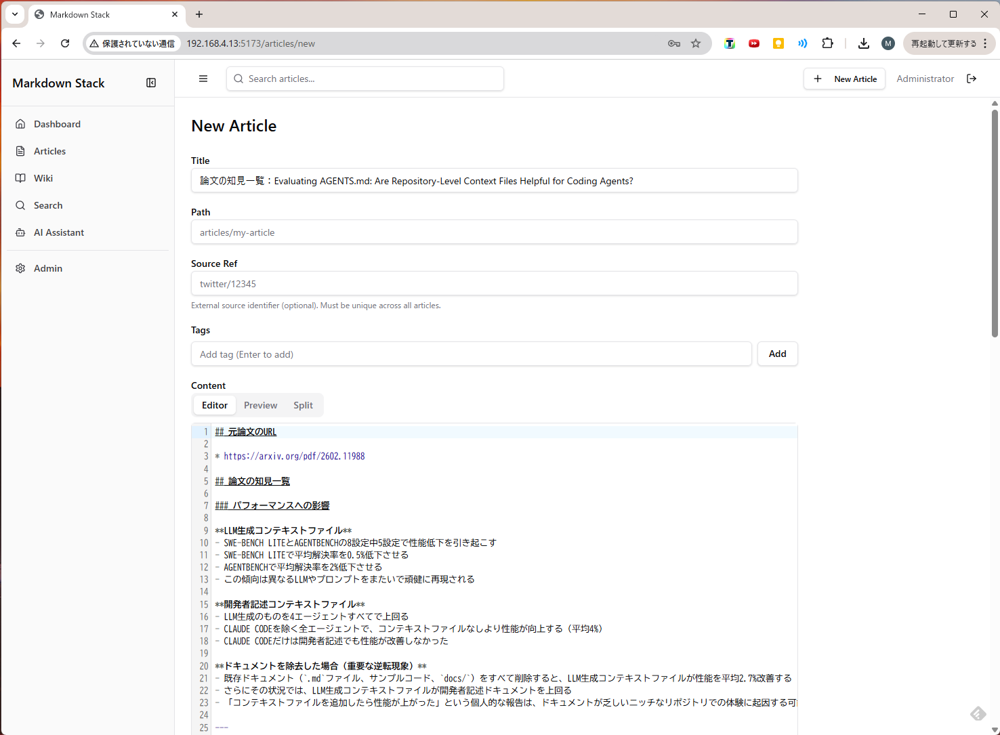 Markdown Stack
保護されていない通信 192.168.4.13:5173/articles/new M 再起動して更新する
Markdown Stack
Search articles...
New Article Administrator
Dashboard
Articles
Wiki
Search
AI Assistant
Admin
New Article
Title
論文の知見一覧：Evaluating AGENTS.md: Are Repository-Level Context Files Helpful for Coding Agents?
Path
articles/my-article
Source Ref
twitter/12345
External source identifier (optional). Must be unique across all articles.
Tags
Add tag (Enter to add) Add
Content
Editor Preview Split
1 ## 元論文のURL
2
3 * https://arxiv.org/pdf/2602.11988
4
5 ## 論文の知見一覧
6
7 ### パフォーマンスへの影響
8
9 **LLM生成コンテキストファイル**
10 - SWE-BENCH LITEとAGENTBENCHの8設定中5設定で性能低下を引き起こす
11 - SWE-BENCH LITEで平均解決率を0.5%低下させる
12 - AGENTBENCHで平均解決率を2%低下させる
13 - この傾向は異なるLLMやプロンプトをまたいで頑健に再現される
14
15 **開発者記述コンテキストファイル**
16 - LLM生成のものを4エージェントすべてで上回る
17 - CLAUDE CODEを除く全エージェントで、コンテキストファイルなしより性能が向上する（平均4%）
18 - CLAUDE CODEだけは開発者記述でも性能が改善しなかった
19
20 **ドキュメントを除去した場合（重要な逆転現象）**
21 - 既存ドキュメント（`.md`ファイル、サンプルコード、`docs/`）をすべて削除すると、LLM生成コンテキストファイルが性能を平均2.7%改善する
22 - さらにその状況では、LLM生成コンテキストファイルが開発者記述ドキュメントを上回る
23 - 「コンテキストファイルを追加したら性能が上がった」という個人的な報告は、ドキュメントが乏しいニッチなリポジトリでの体験に起因する可
24
25 ---